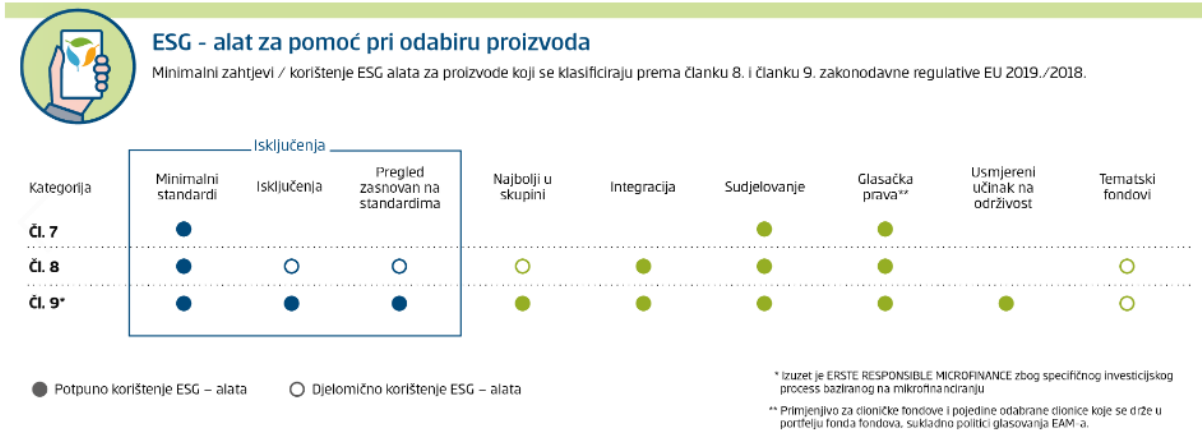 ESG - alat za pomoć pri odabiru proizvoda
Minimalni zahtjevi / korištenje ESG alata za proizvode koji se klasificiraju prema članku 8. i članku 9. zakonodavne regulative EU 2019./2018.
Isključenja
Kategorija
Minimalni
standardi
Isključenja
Pregled
zasnovan na
standardima
Najbolji u
skupini
Integracija
Sudjelovanje
Glasačka
prava**
Usmjereni
učinak na
održivost
Tematski
fondovi
Čl. 7
Čl. 8
Čl. 9*
Potpuno korištenje ESG – alata
Djelomično korištenje ESG – alata
* Izuzet je ERSTE RESPONSIBLE MICROFINANCE zbog specifičnog investicijskog
process baziranog na mikrofinanciranju
** Primjenjivo za dioničke fondove i pojedine odabrane dionice koje se drže u
portfelju fonda fondova, sukladno politici glasovanja EAM-a.